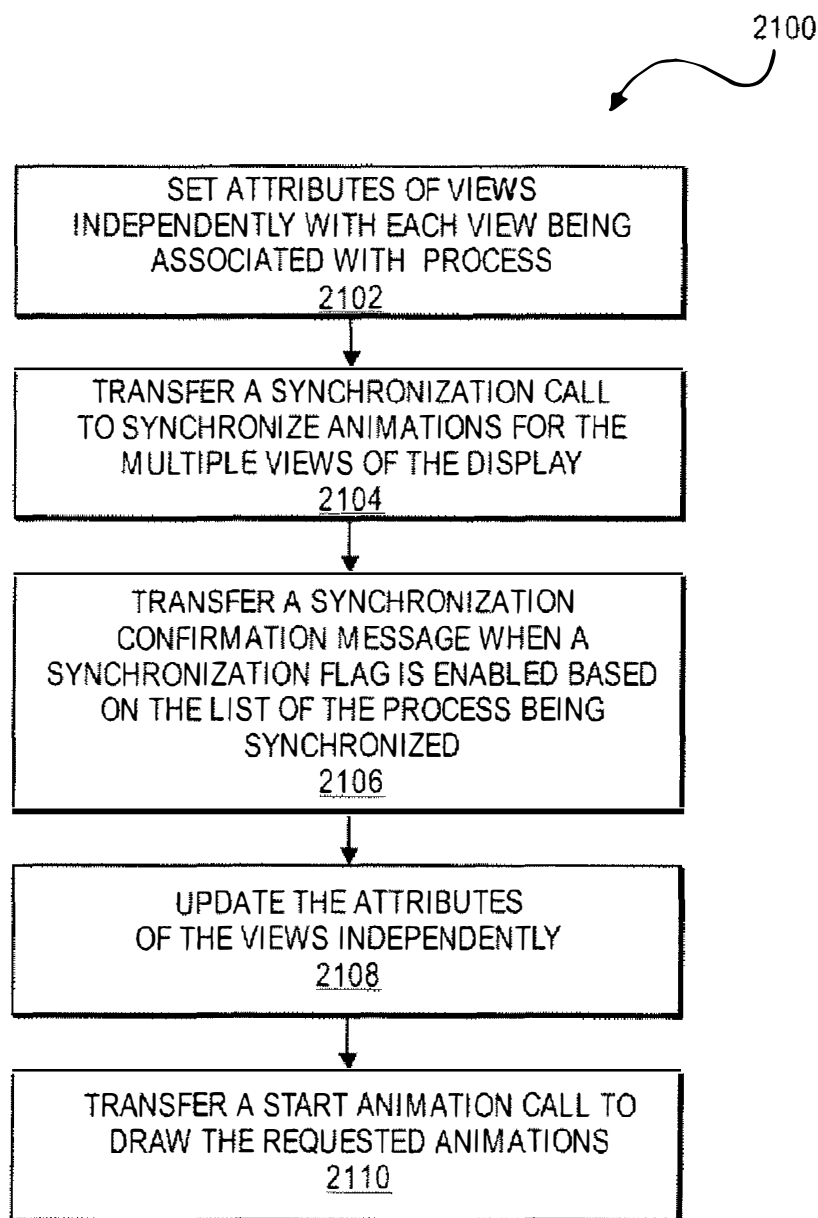 2100
SET ATTRIBUTES OF VIEWS
INDEPENDENTLY WITH EACH VIEW BEING
ASSOCIATED WITH PROCESS
2102
TRANSFER A SYNCHRONIZATION CALL
TO SYNCHRONIZE ANIMATIONS FOR THE
MULTIPLE VIEWS OF THE DISPLAY
2104
TRANSFER A SYNCHRONIZATION
CONFIRMATION MESSAGE WHEN A
SYNCHRONIZATION FLAG IS ENABLED BASED
ON THE LIST OF THE PROCESS BEING
SYNCHRONIZED
2106
UPDATE THE ATTRIBUTES
OF THE VIEWS INDEPENDENTLY
2108
TRANSFER A START ANIMATION CALL TO
DRAW THE REQUESTED ANIMATIONS
2110